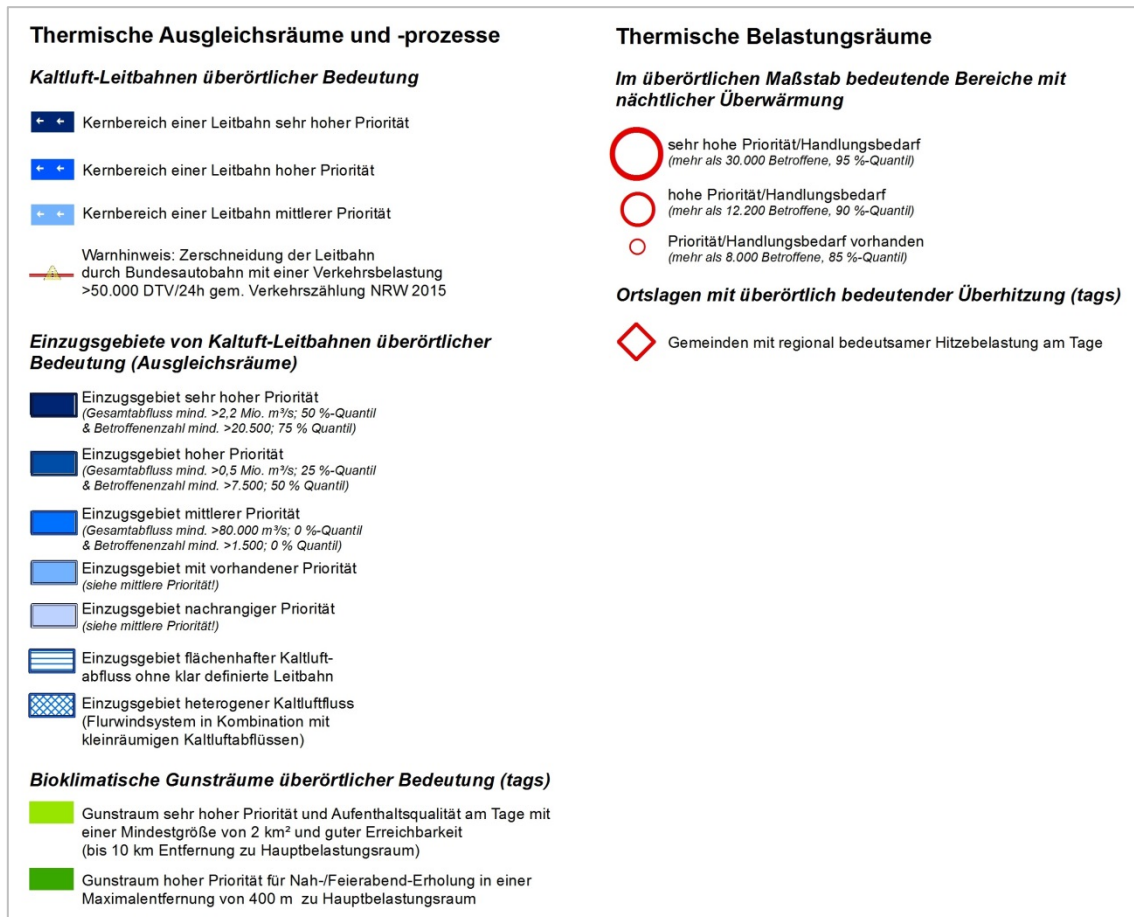 Thermische Ausgleichsräume und -prozesse
Kaltluft-Leitbahnen überörtlicher Bedeutung
Kernbereich einer Leitbahn sehr hoher Priorität
Kernbereich einer Leitbahn hoher Priorität
Kernbereich einer Leitbahn mittlerer Priorität
Warnhinweis: Zerschneidung der Leitbahn
durch Bundesautobahn mit einer Verkehrsbelastung
>50.000 DTV/24h gem. Verkehrszählung NRW 2015
Einzugsgebiete von Kaltuft-Leitbahnen überörtlicher
Bedeutung (Ausgleichsräume)
Einzugsgebiet sehr hoher Priorität
(Gesamtabfluss mind. >2,2 Mio. m³/s; 50 %-Quantil
& Betroffenenzahl mind. >20.500; 75 % Quantil)
Einzugsgebiet hoher Priorität
(Gesamtabfluss mind. >0,5 Mio. m³/s; 25 %-Quantil
& Betroffenenzahl mind. >7.500; 50 % Quantil)
Einzugsgebiet mittlerer Priorität
(Gesamtabfluss mind. >80.000 m³/s; 0 %-Quantil
& Betroffenenzahl mind. >1.500; 0 % Quantil)
Einzugsgebiet mit vorhandener Priorität
(siehe mittlere Priorität!)
Einzugsgebiet nachrangiger Priorität
(siehe mittlere Priorität!)
Einzugsgebiet flächenhafter Kaltluft-
abfluss ohne klar definierte Leitbahn
Einzugsgebiet heterogener Kaltluftfluss
(Flurwindsystem in Kombination mit
kleinräumigen Kaltluftabflüssen)
Bioklimatische Gunsträume überörtlicher Bedeutung (tags)
Gunstraum sehr hoher Priorität und Aufenthaltsqualität am Tage mit
einer Mindestgröße von 2 km² und guter Erreichbarkeit
(bis 10 km Entfernung zu Hauptbelastungsraum)
Gunstraum hoher Priorität für Nah-/Feierabend-Erholung in einer
Maximalentfernung von 400 m zu Hauptbelastungsraum
Thermische Belastungsräume
Im überörtlichen Maßstab bedeutende Bereiche mit
nächtlicher Überwärmung
sehr hohe Priorität/Handlungsbedarf
(mehr als 30.000 Betroffene, 95 %-Quantil)
hohe Priorität/Handlungsbedarf
(mehr als 12.200 Betroffene, 90 %-Quantil)
Priorität/Handlungsbedarf vorhanden
(mehr als 8.000 Betroffene, 85 %-Quantil)
Ortslagen mit überörtlich bedeutender Überhitzung (tags)
Gemeinden mit regional bedeutsamer Hitzebelastung am Tage